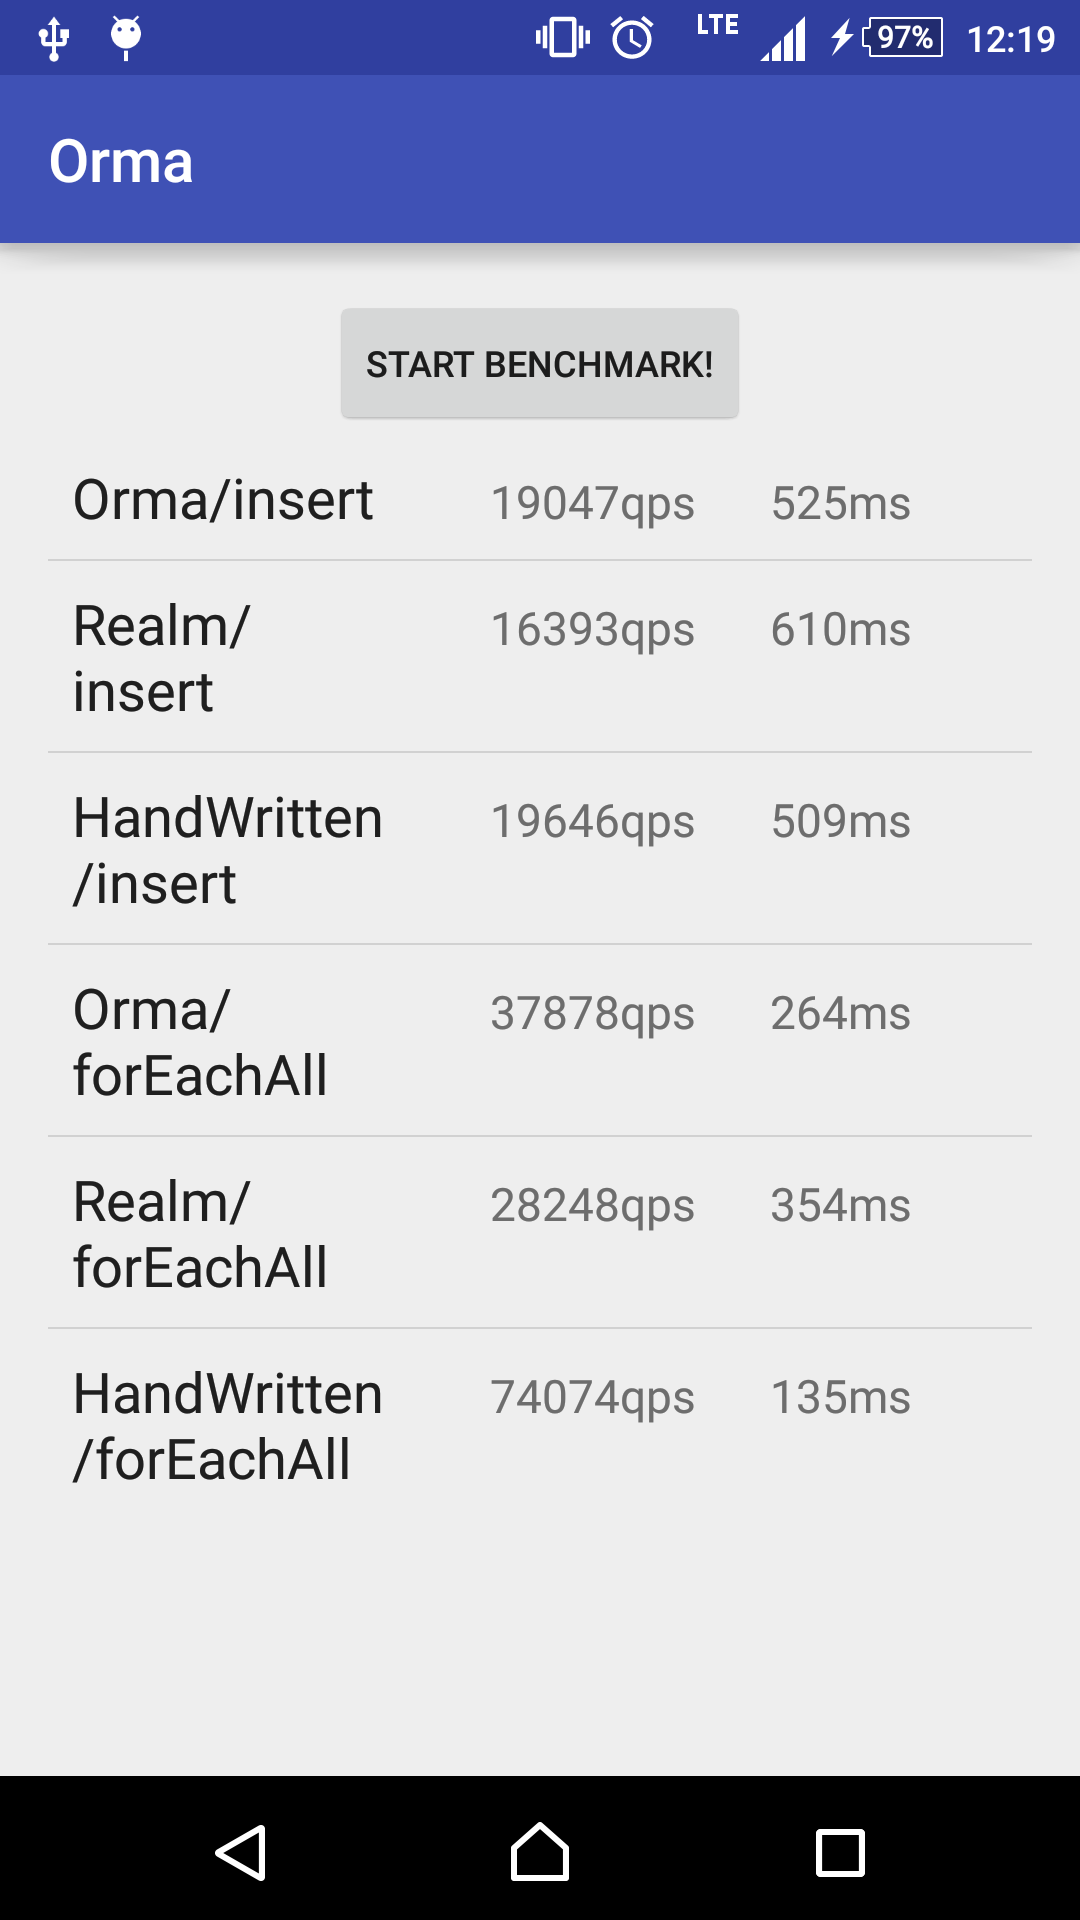 LTE 97% 12:19
Orma
START BENCHMARK!
Orma/insert 19047qps 525ms
Realm/ 16393qps 610ms
insert
HandWritten 19646qps 509ms
/insert
Orma/ 37878qps 264ms
forEachAll
Realm/ 28248qps 354ms
forEachAll
HandWritten 74074qps 135ms
/forEachAll